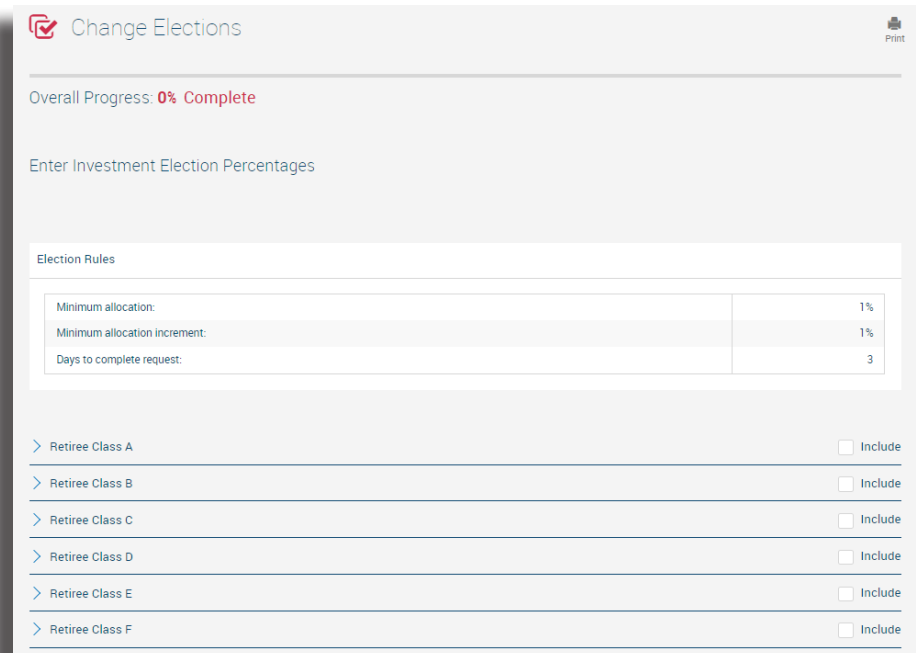 Change Elections
Print
Overall Progress: 0% Complete
Enter Investment Election Percentages
Election Rules
Minimum allocation: 1%
Minimum allocation increment: 1%
Days to complete request: 3
Retiree Class A Include
Retiree Class B Include
Retiree Class C Include
Retiree Class D Include
Retiree Class E Include
Retiree Class F Include